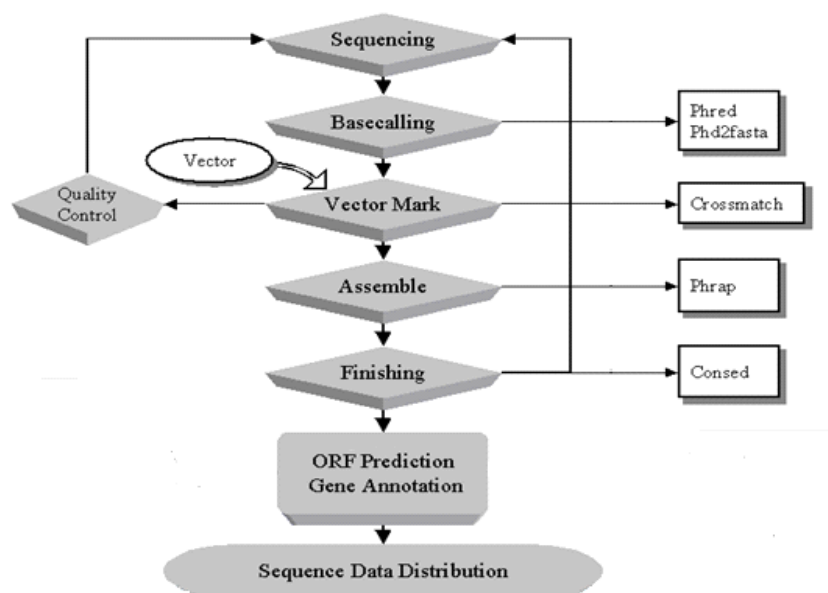 Sequencing
Basecalling
Phred
Phd2fasta
Vector
Quality
Control
Vector Mark
Crossmatch
Assemble
Phrap
Finishing
Consed
ORF Prediction
Gene Annotation
Sequence Data Distribution